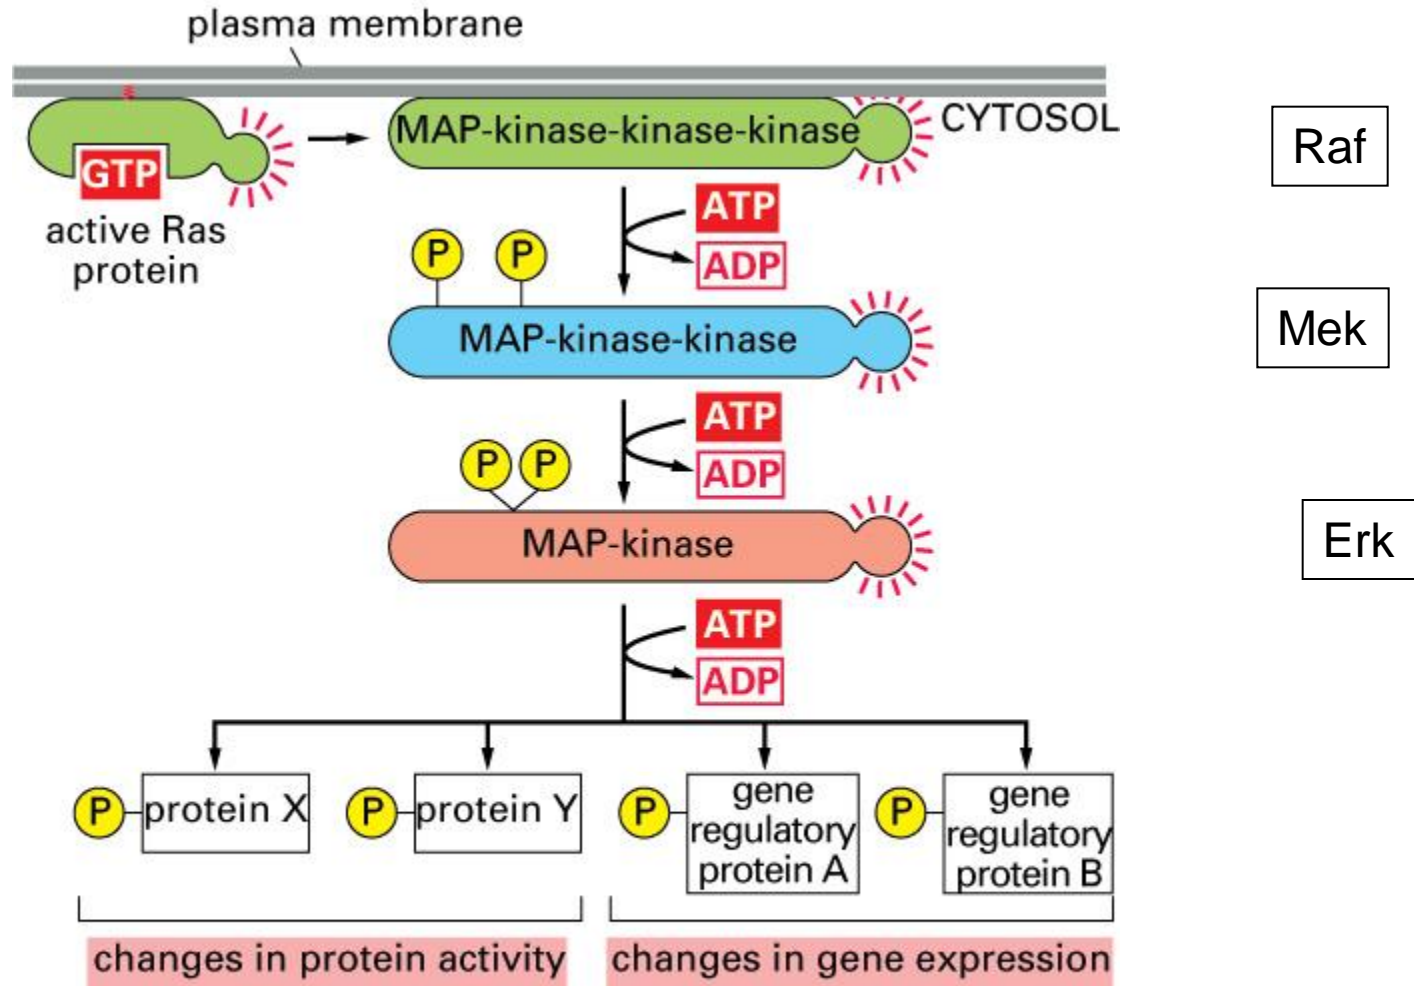 plasma membrane
CYTOSOL
MAP-kinase-kinase-kinase
Raf
GTP
active Ras
protein
ATP
ADP
P
P
MAP-kinase-kinase
Mek
ATP
ADP
P
P
MAP-kinase
Erk
ATP
ADP
P
protein X
P
protein Y
P
gene
regulatory
protein A
P
gene
regulatory
protein B
changes in protein activity
changes in gene expression